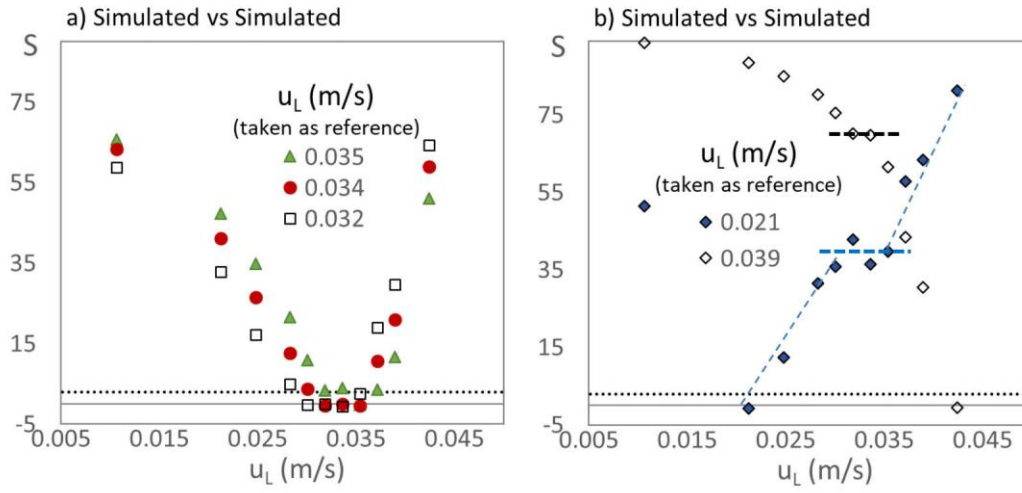 a) Simulated vs Simulated
S
75
55
35
15
-5
u_L (m/s)
(taken as reference)
0.035
0.034
0.032
0.005
0.015
0.025
0.035
0.045
u_L (m/s)
b) Simulated vs Simulated
S
75
55
35
15
-5
u_L (m/s)
(taken as reference)
0.021
0.039
0.005
0.015
0.025
0.035
0.045
u_L (m/s)